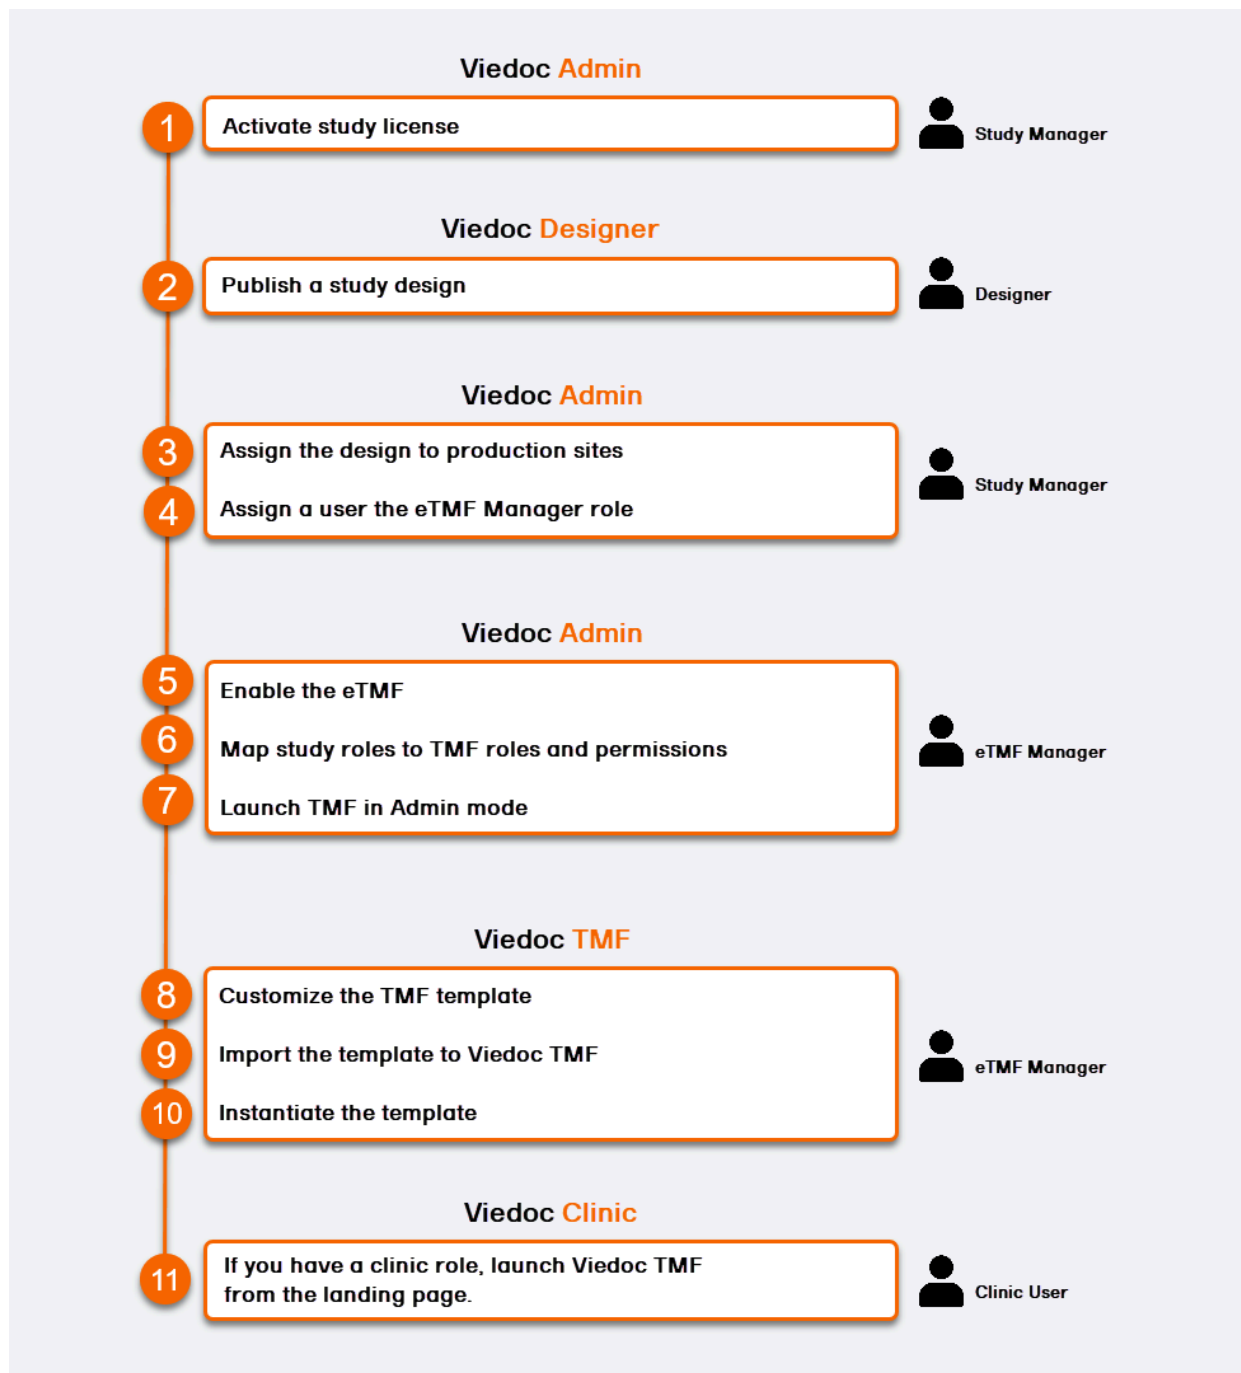 Viedoc Admin
1 Activate study license
Study Manager
Viedoc Designer
2 Publish a study design
Designer
Viedoc Admin
3 Assign the design to production sites
Study Manager
4 Assign a user the eTMF Manager role
Viedoc Admin
5 Enable the eTMF
6 Map study roles to TMF roles and permissions
eTMF Manager
7 Launch TMF in Admin mode
Viedoc TMF
8 Customize the TMF template
9 Import the template to Viedoc TMF
eTMF Manager
10 Instantiate the template
Viedoc Clinic
11 If you have a clinic role, launch Viedoc TMF
from the landing page.
Clinic User